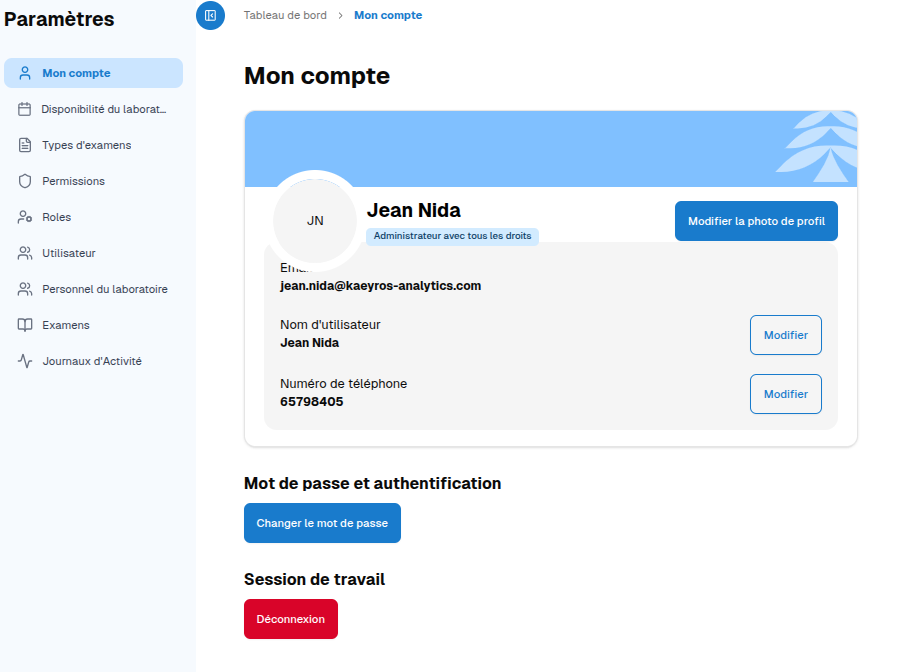 Paramètres
Mon compte
Disponibilité du laborat...
Types d'examens
Permissions
Roles
Utilisateur
Personnel du laboratoire
Examens
Journaux d'Activité
Tableau de bord > Mon compte
Mon compte
JN
Jean Nida
Administrateur avec tous les droits
Modifier la photo de profil
jean.nida@kaeyros-analytics.com
Nom d'utilisateur
Jean Nida
Modifier
Numéro de téléphone
65798405
Modifier
Mot de passe et authentification
Changer le mot de passe
Session de travail
Déconnexion